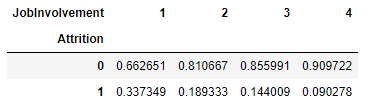 JobInvolvement 1 2 3 4
Attrition
0 0.662651 0.810667 0.855991 0.909722
1 0.337349 0.189333 0.144009 0.090278